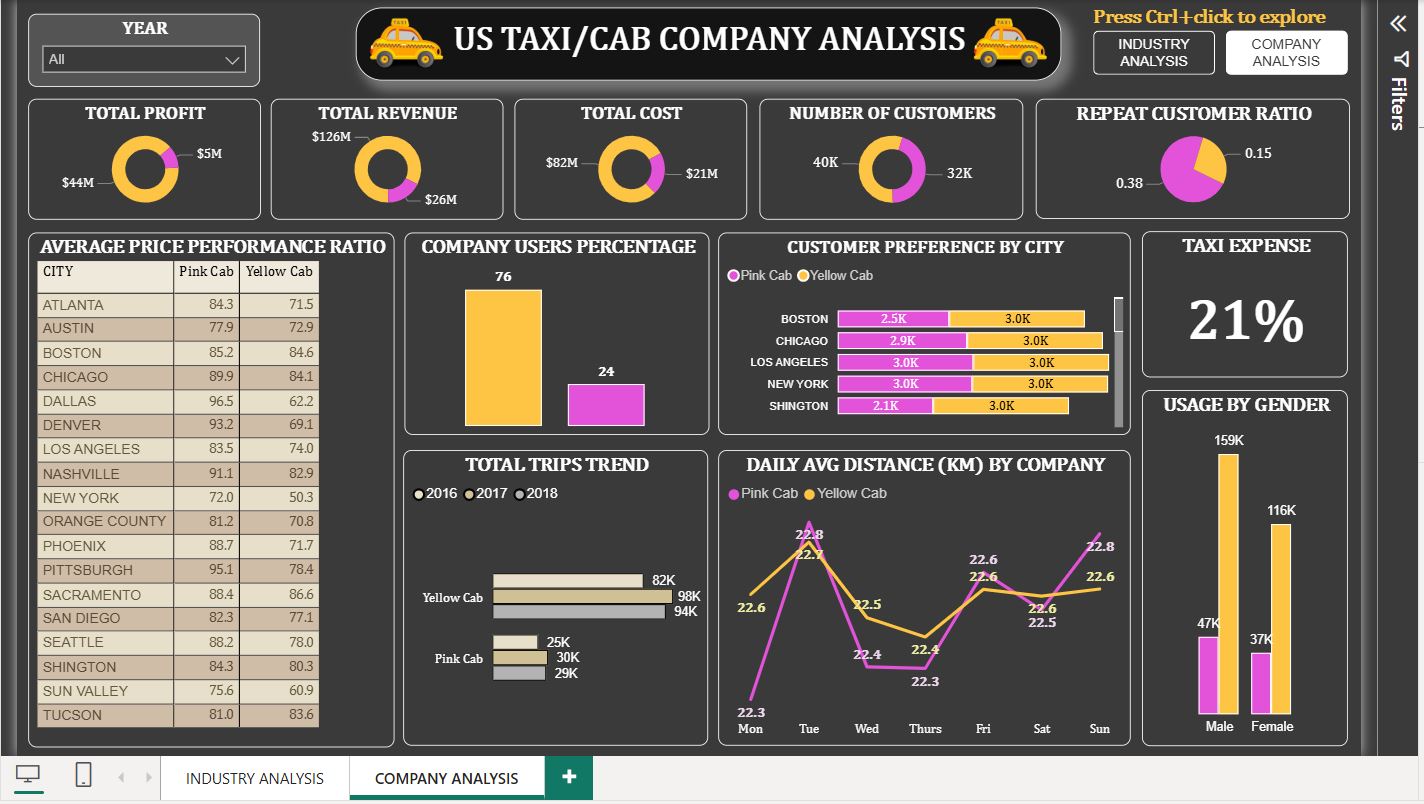 YEAR
All
US TAXI/CAB COMPANY ANALYSIS
TAXI
TAXI
Press Ctrl+click to explore
INDUSTRY
ANALYSIS
COMPANY
ANALYSIS
Filters
TOTAL PROFIT
$5M
$44M
TOTAL REVENUE
$126M
$26M
TOTAL COST
$82M
$21M
NUMBER OF CUSTOMERS
40K
32K
REPEAT CUSTOMER RATIO
0.15
0.38
AVERAGE PRICE PERFORMANCE RATIO
CITY Pink Cab Yellow Cab
ATLANTA 84.3 71.5
AUSTIN 77.9 72.9
BOSTON 85.2 84.6
CHICAGO 89.9 84.1
DALLAS 96.5 62.2
DENVER 93.2 69.1
LOS ANGELES 83.5 74.0
NASHVILLE 91.1 82.9
NEW YORK 72.0 50.3
ORANGE COUNTY 81.2 70.8
PHOENIX 88.7 71.7
PITTSBURGH 95.1 78.4
SACRAMENTO 88.4 86.6
SAN DIEGO 82.3 77.1
SEATTLE 88.2 78.0
SHINGTON 84.3 80.3
SUN VALLEY 75.6 60.9
TUCSON 81.0 83.6
COMPANY USERS PERCENTAGE
76
24
CUSTOMER PREFERENCE BY CITY
Pink Cab Yellow Cab
BOSTON 2.5K 3.0K
CHICAGO 2.9K 3.0K
LOS ANGELES 3.0K 3.0K
NEW YORK 3.0K 3.0K
SHINGTON 2.1K 3.0K
TAXI EXPENSE
21%
TOTAL TRIPS TREND
2016 2017 2018
Yellow Cab
82K
98K
94K
Pink Cab
25K
30K
29K
DAILY AVG DISTANCE (KM) BY COMPANY
Pink Cab Yellow Cab
22.8
22.7
22.8
22.6
22.6
22.6
22.6
22.5
22.6
22.5
22.4
22.4
22.3
22.3
Mon Tue Wed Thurs Fri Sat Sun
USAGE BY GENDER
159K
116K
47K
37K
Male Female
INDUSTRY ANALYSIS
COMPANY ANALYSIS